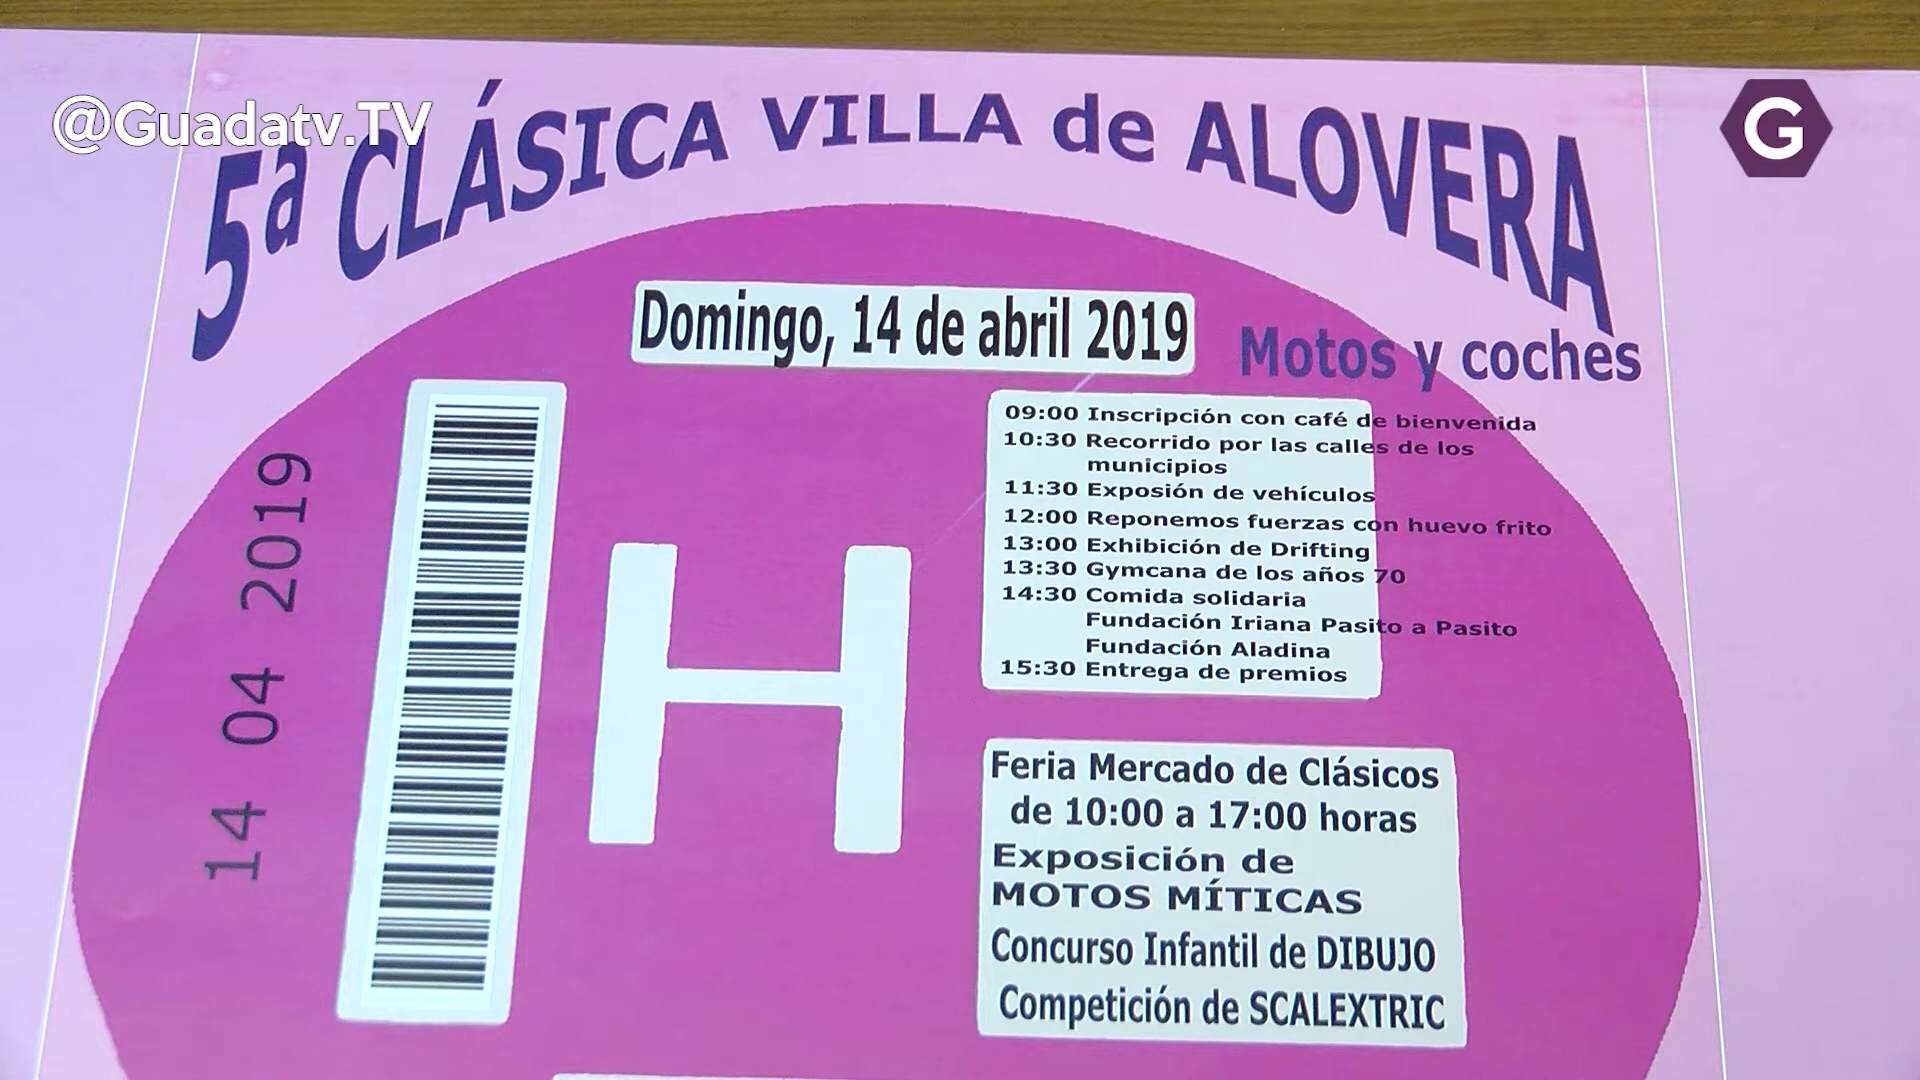 @Guadatv.TV
G
5ª CLÁSICA VILLA de ALOVERA
Domingo, 14 de abril 2019
Motos y coches
09:00 Inscripción con café de bienvenida
10:30 Recorrido por las calles de los
municipios
11:30 Exposión de vehículos
12:00 Reponemos fuerzas con huevo frito
13:00 Exhibición de Drifting
13:30 Gymcana de los años 70
14:30 Comida solidaria
Fundación Iriana Pasito a Pasito
Fundación Aladina
15:30 Entrega de premios
14 04 2019
H
Feria Mercado de Clásicos
de 10:00 a 17:00 horas
Exposición de
MOTOS MÍTICAS
Concurso Infantil de DIBUJO
Competición de SCALEXTRIC